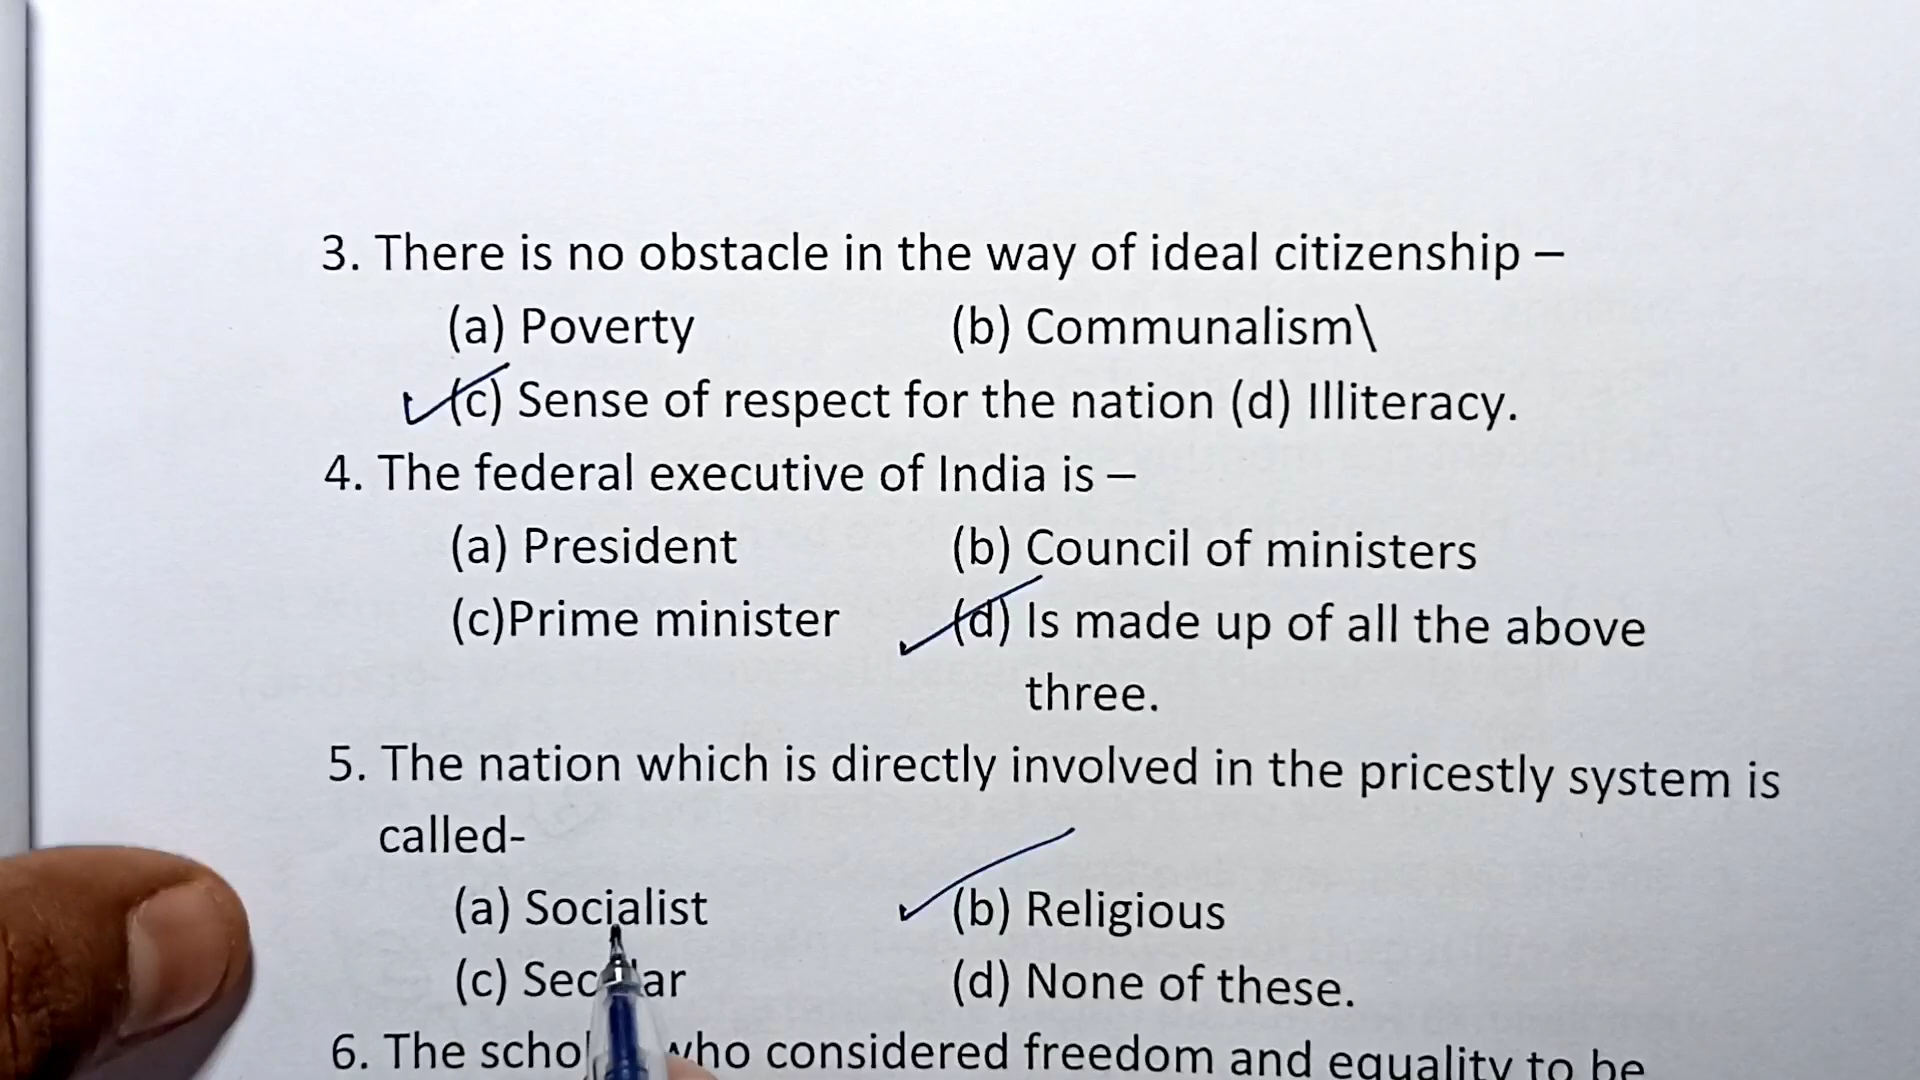 3. There is no obstacle in the way of ideal citizenship –
(a) Poverty (b) Communalism\
(c) Sense of respect for the nation (d) Illiteracy.
4. The federal executive of India is –
(a) President (b) Council of ministers
(c)Prime minister (d) Is made up of all the above
three.
5. The nation which is directly involved in the pricestly system is
called-
(a) Socialist (b) Religious
(c) (d) None of these.
6. The who considered freedom and equality to be